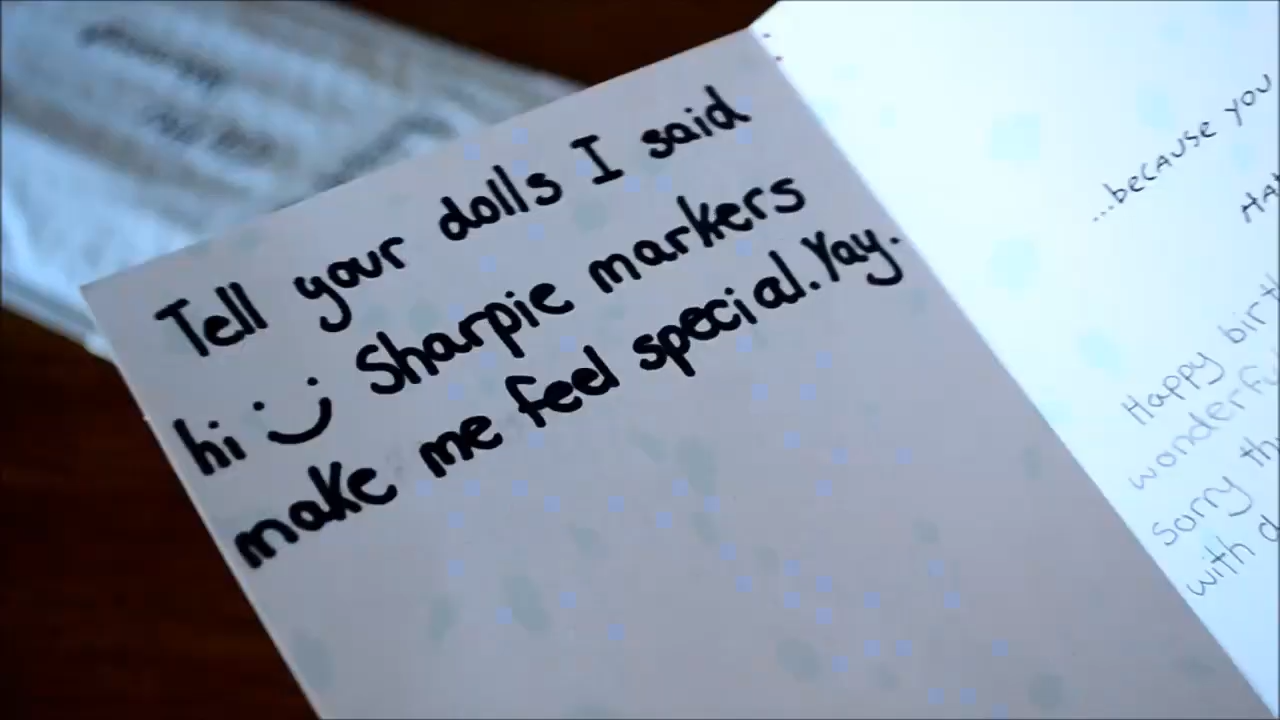 Tell your dolls I said
hi :) Sharpie markers
make me feel special. Yay.
...because you
Happy birth
wonderfu
Sorry th
with d